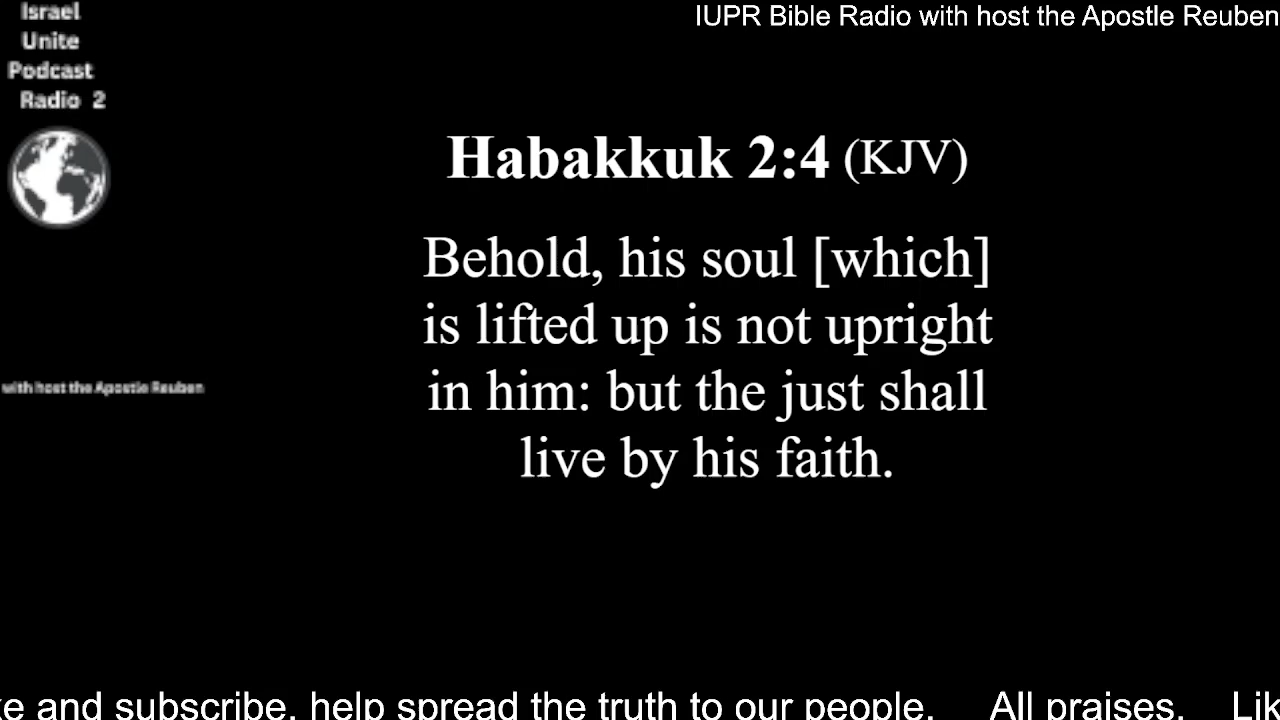 Israel
Unite
Podcast
Radio 2
IUPR Bible Radio with host the Apostle Reuben
Habakkuk 2:4 (KJV)
Behold, his soul [which]
is lifted up is not upright
in him: but the just shall
live by his faith.
with host the Apostle Reuben
and subscribe, help spread the truth to our people. All praises.